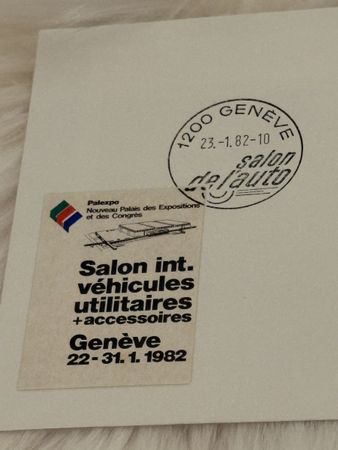 1200 GENÈVE
23.-1.82-10
salon
de l'auto
Palexpo
Nouveau Palais des Expositions
et des Congrès
Salon int.
véhicules
utilitaires
+accessoires
Genève
22-31.1.1982